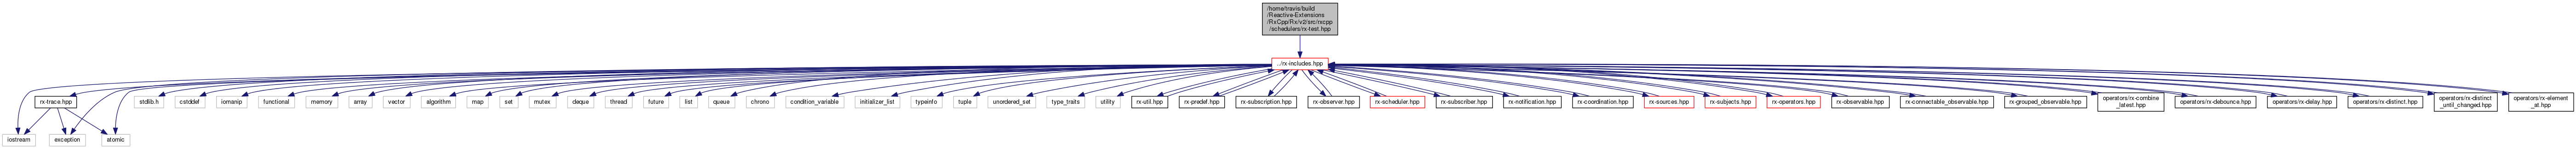 /home/travis/build
/Reactive-Extensions
/RxCpp/Rx/v2/src/rxcpp
/schedulers/rx-test.hpp
../rx-includes.hpp
rx-trace.hpp
stdlib.h
cstddef
iomanip
functional
memory
array
vector
algorithm
map
set
mutex
deque
thread
future
list
queue
chrono
condition_variable
initializer_list
typeinfo
tuple
unordered_set
type_traits
utility
rx-util.hpp
rx-predef.hpp
rx-subscription.hpp
rx-observer.hpp
rx-scheduler.hpp
rx-subscriber.hpp
rx-notification.hpp
rx-coordination.hpp
rx-sources.hpp
rx-subjects.hpp
rx-operators.hpp
rx-observable.hpp
rx-connectable_observable.hpp
rx-grouped_observable.hpp
operators/rx-combine
_latest.hpp
operators/rx-debounce.hpp
operators/rx-delay.hpp
operators/rx-distinct.hpp
operators/rx-distinct
_until_changed.hpp
operators/rx-element
_at.hpp
iostream
exception
atomic